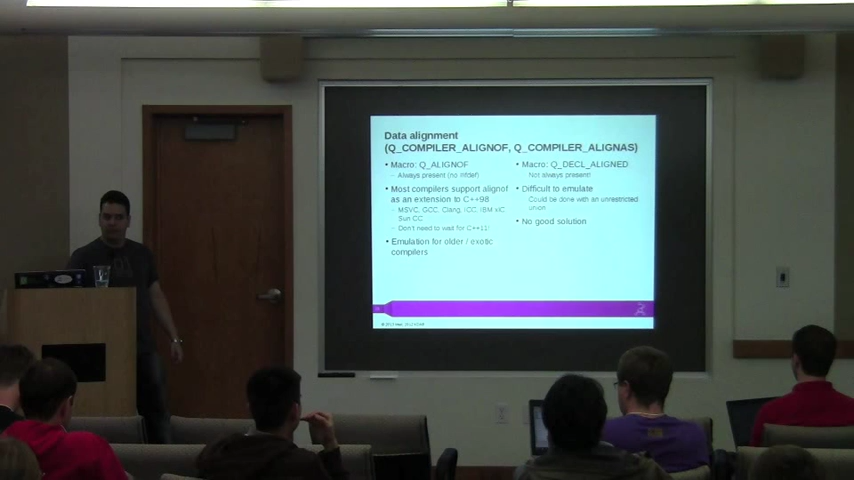 Data alignment
(Q_COMPILER_ALIGNOF, Q_COMPILER_ALIGNAS)
• Macro: Q_ALIGNOF
– Always present (no #ifdef)
• Most compilers support alignof
as an extension to C++98
– MSVC, GCC, Clang, ICC, IBM xlC,
Sun CC
– Don't need to wait for C++11!
• Emulation for older / exotic
compilers
• Macro: Q_DECL_ALIGNED
Not always present!
• Difficult to emulate
Could be done with an unrestricted
union
• No good solution